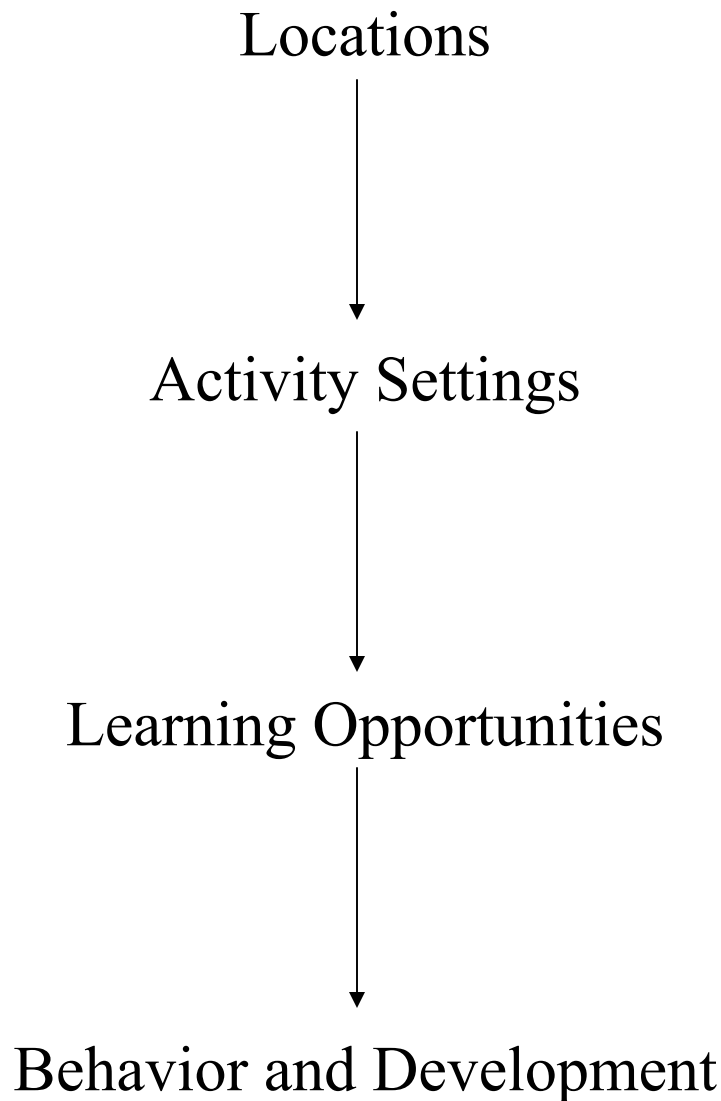 Locations
Activity Settings
Learning Opportunities
Behavior and Development